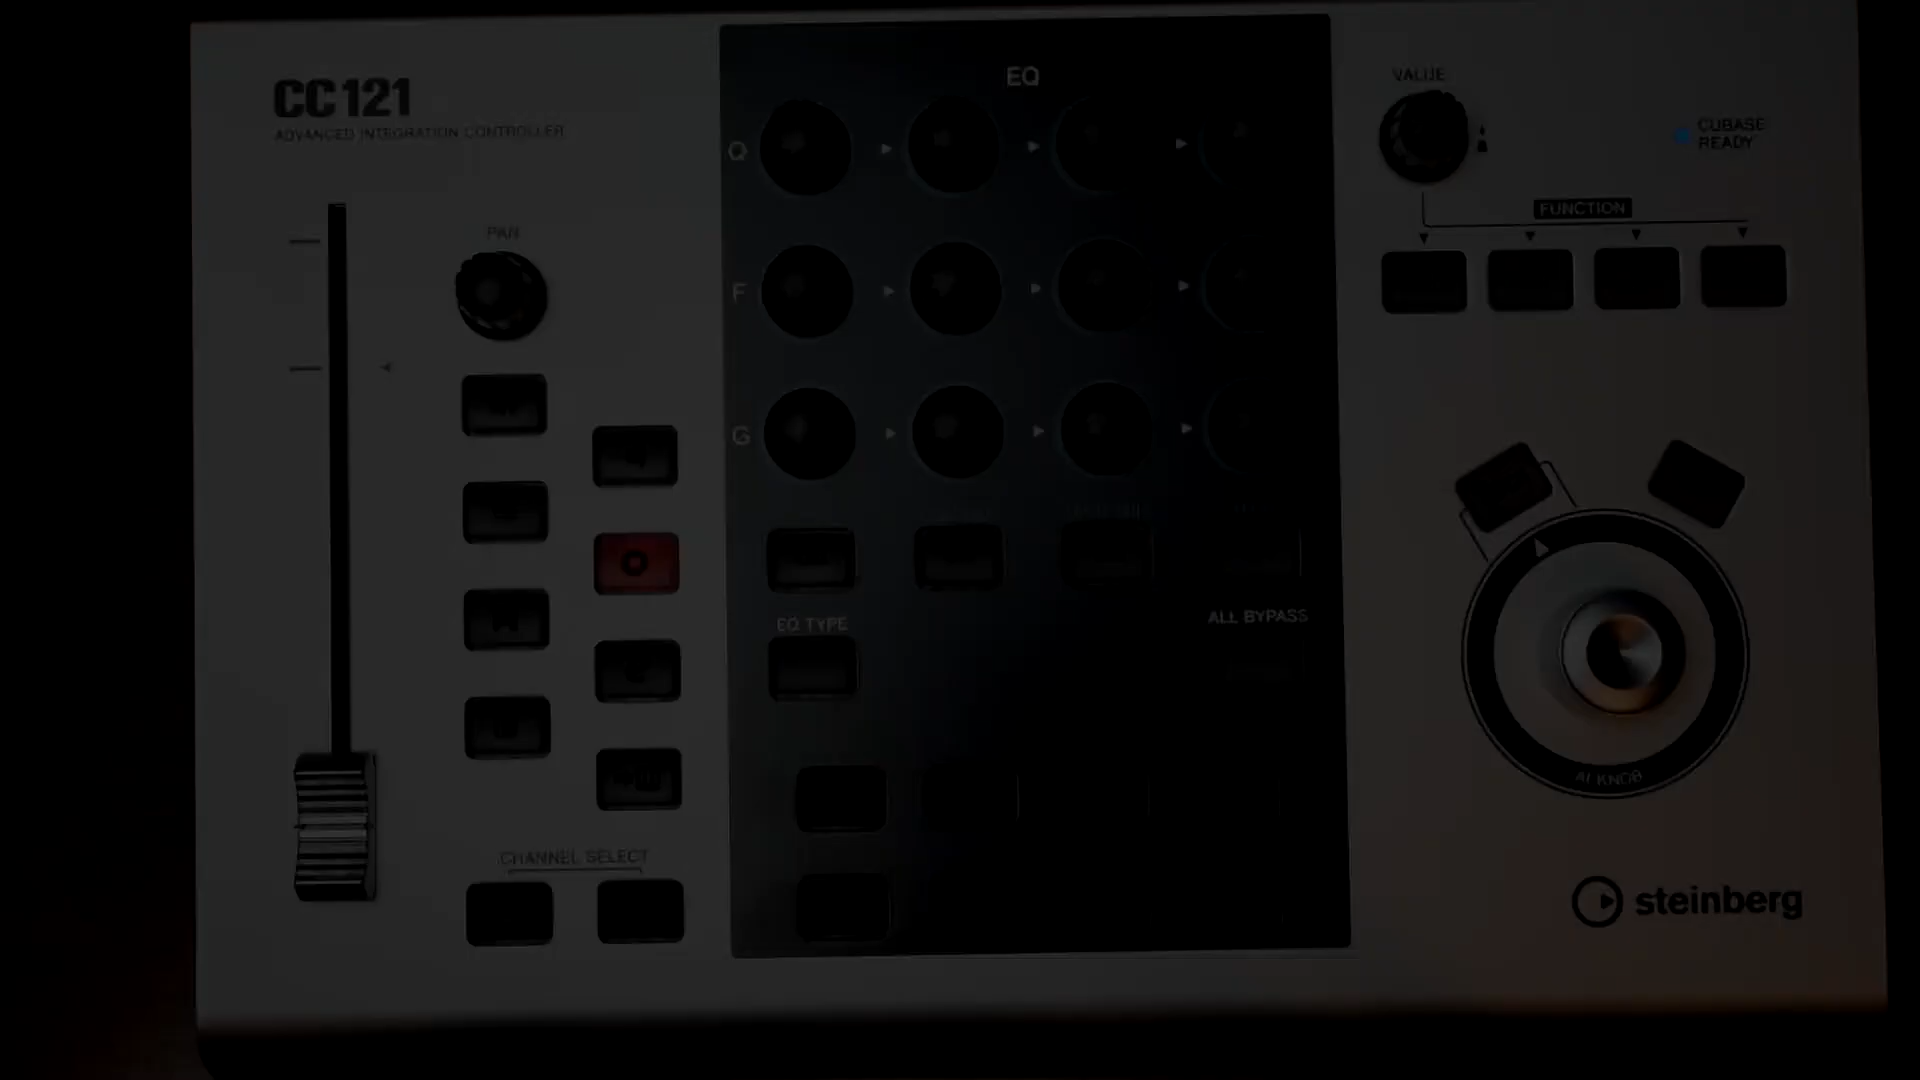 CC121
ADVANCED INTEGRATION CONTROLLER
PAN
CHANNEL SELECT
EQ
Q
F
G
EQ TYPE
ALL BYPASS
VALUE
CUBASE
READY
FUNCTION
AI KNOB
steinberg